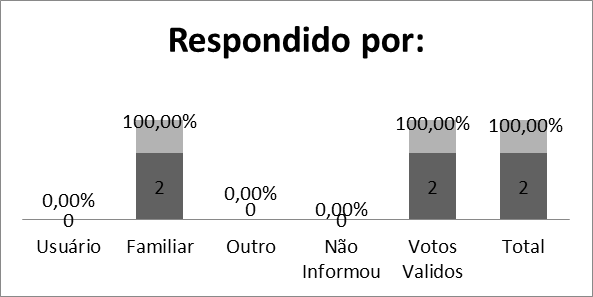 Respondido por:
100,00% 100,00% 100,00%
2 2 2
0,00% 0,00% 0,00%
0 0 0
Usuário Familiar Outro Não Informou Votos Validos Total